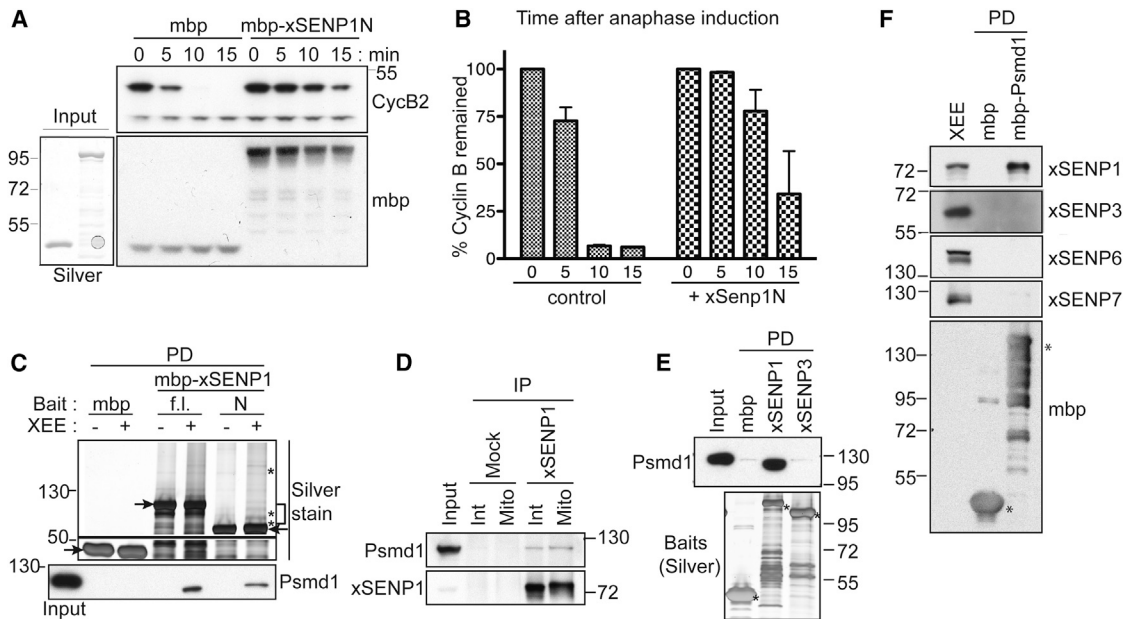 A
mbp mbp-xSENP1N
0 5 10 15 0 5 10 15 : min
55
CycB2
Input
95
72
55
mbp
Silver
B
Time after anaphase induction
% Cyclin B remained
100
75
50
25
0
0 5 10 15 0 5 10 15
control + xSenp1N
C
PD
mbp-xSENP1
Bait : mbp f.l. N
XEE : - + - + - +
130
*
*
*
Silver
stain
50
130
Psmd1
Input
D
IP
Input
Mock
Int
Mito
xSENP1
Int
Mito
Psmd1
130
xSENP1
72
E
PD
Input
mbp
xSENP1
xSENP3
Psmd1
130
95
Baits
(Silver)
95
72
55
*
*
*
F
PD
XEE
mbp
mbp-Psmd1
72
xSENP1
72
xSENP3
55
xSENP6
130
130
xSENP7
130
*
95
mbp
72
55
*